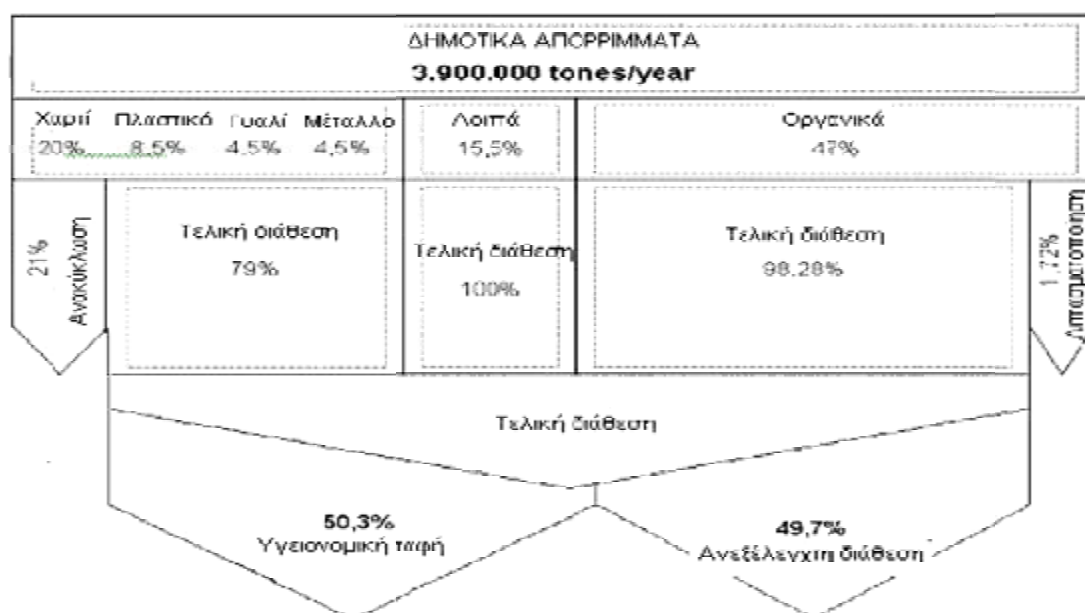 ΔΗΜΟΤΙΚΑ ΑΠΟΡΡΙΜΜΑΤΑ
3.900.000 tones/year
Χαρτί Πλαστικό Γυαλί Μέταλλο
20% 8,5% 4,5% 4,5%
Λοιπά
15,5%
Οργανικά
47%
21%
Ανακύκλωση
Τελική διάθεση
79%
Τελική διάθεση
100%
Τελική διάθεση
98,28%
1,72%
Λιπασματοποίηση
Τελική διάθεση
50,3%
Υγειονομική ταφή
49,7%
Ανεξέλεγχτη διάθεση